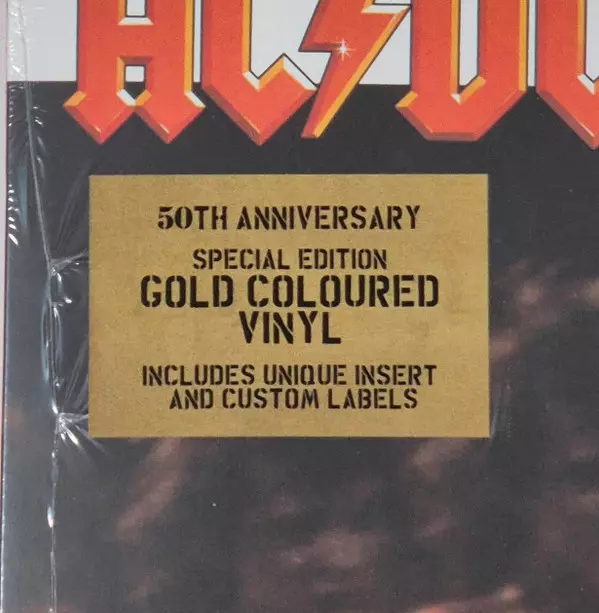 AC/DC
50TH ANNIVERSARY
SPECIAL EDITION
GOLD COLOURED
VINYL
INCLUDES UNIQUE INSERT
AND CUSTOM LABELS